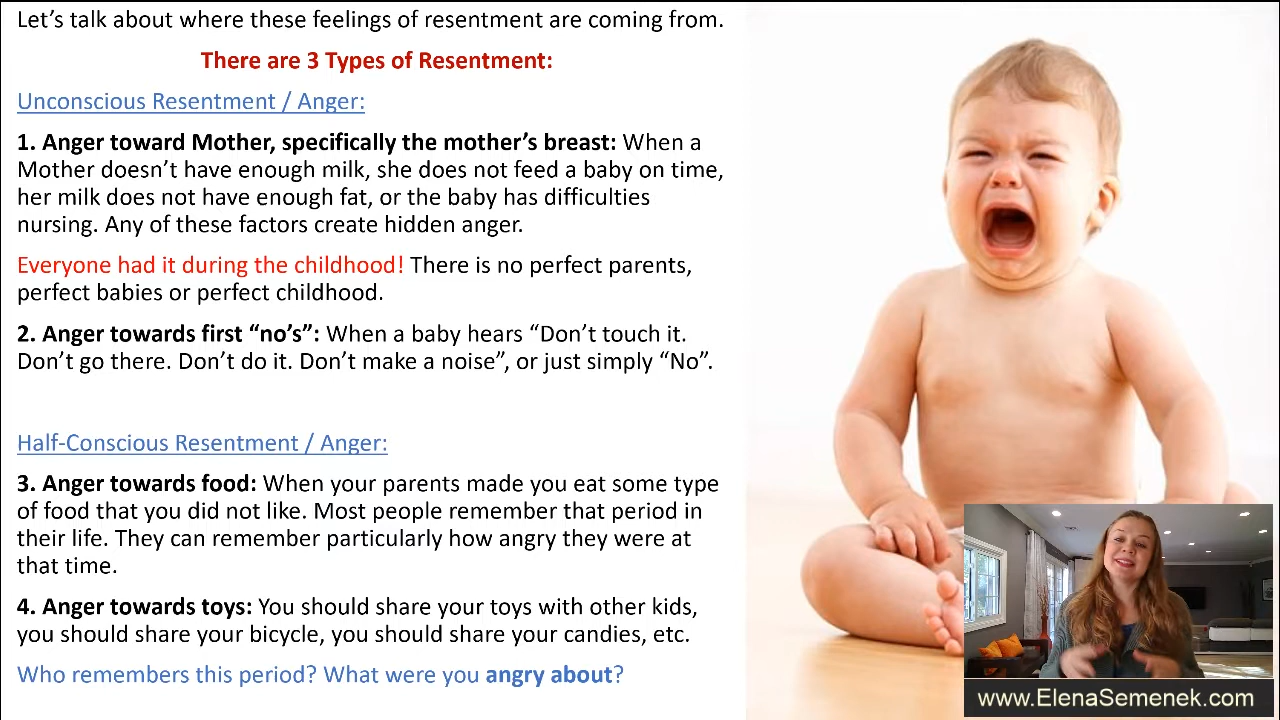 Let’s talk about where these feelings of resentment are coming from.
There are 3 Types of Resentment:
Unconscious Resentment / Anger:
1. Anger toward Mother, specifically the mother’s breast: When a
Mother doesn’t have enough milk, she does not feed a baby on time,
her milk does not have enough fat, or the baby has difficulties
nursing. Any of these factors create hidden anger.
Everyone had it during the childhood! There is no perfect parents,
perfect babies or perfect childhood.
2. Anger towards first “no’s”: When a baby hears “Don’t touch it.
Don’t go there. Don’t do it. Don’t make a noise”, or just simply “No”.
Half-Conscious Resentment / Anger:
3. Anger towards food: When your parents made you eat some type
of food that you did not like. Most people remember that period in
their life. They can remember particularly how angry they were at
that time.
4. Anger towards toys: You should share your toys with other kids,
you should share your bicycle, you should share your candies, etc.
Who remembers this period? What were you angry about?
www.ElenaSemenek.com